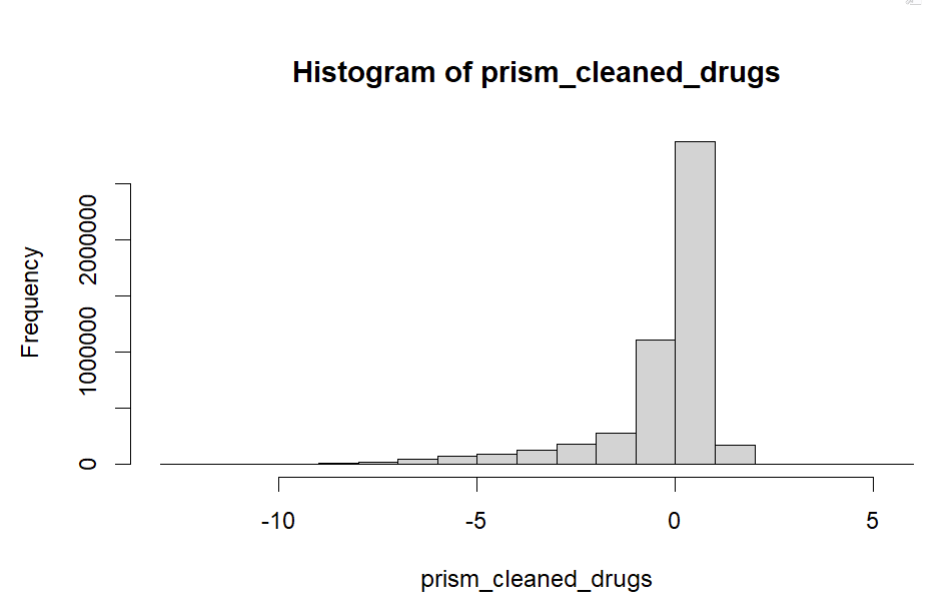 Histogram of prism_cleaned_drugs
Frequency
2000000
1000000
0
-10 -5 0 5
prism_cleaned_drugs